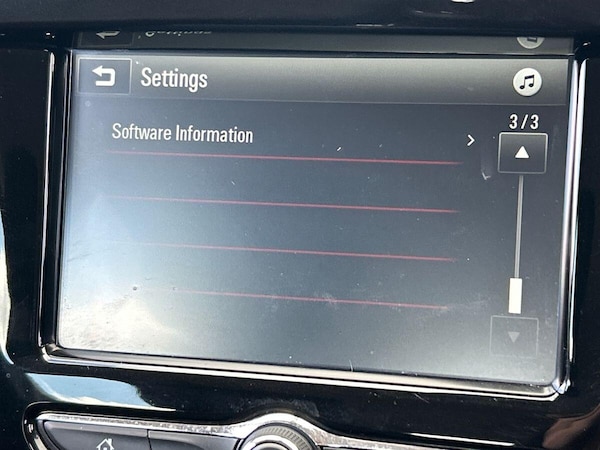 Settings
Software Information >
3/3